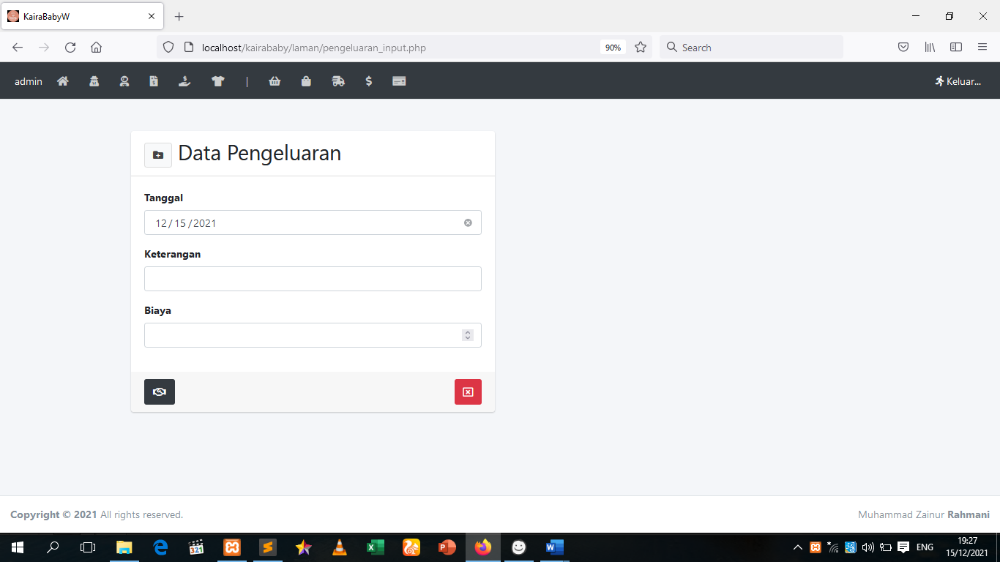 KairaBabyW
localhost/kairababy/laman/pengeluaran_input.php
90%
Search
admin
|
Keluar...
Data Pengeluaran
Tanggal
12/15/2021
Keterangan
Biaya
Copyright © 2021 All rights reserved.
Muhammad Zainur Rahmani
321
ENG
19:27
15/12/2021